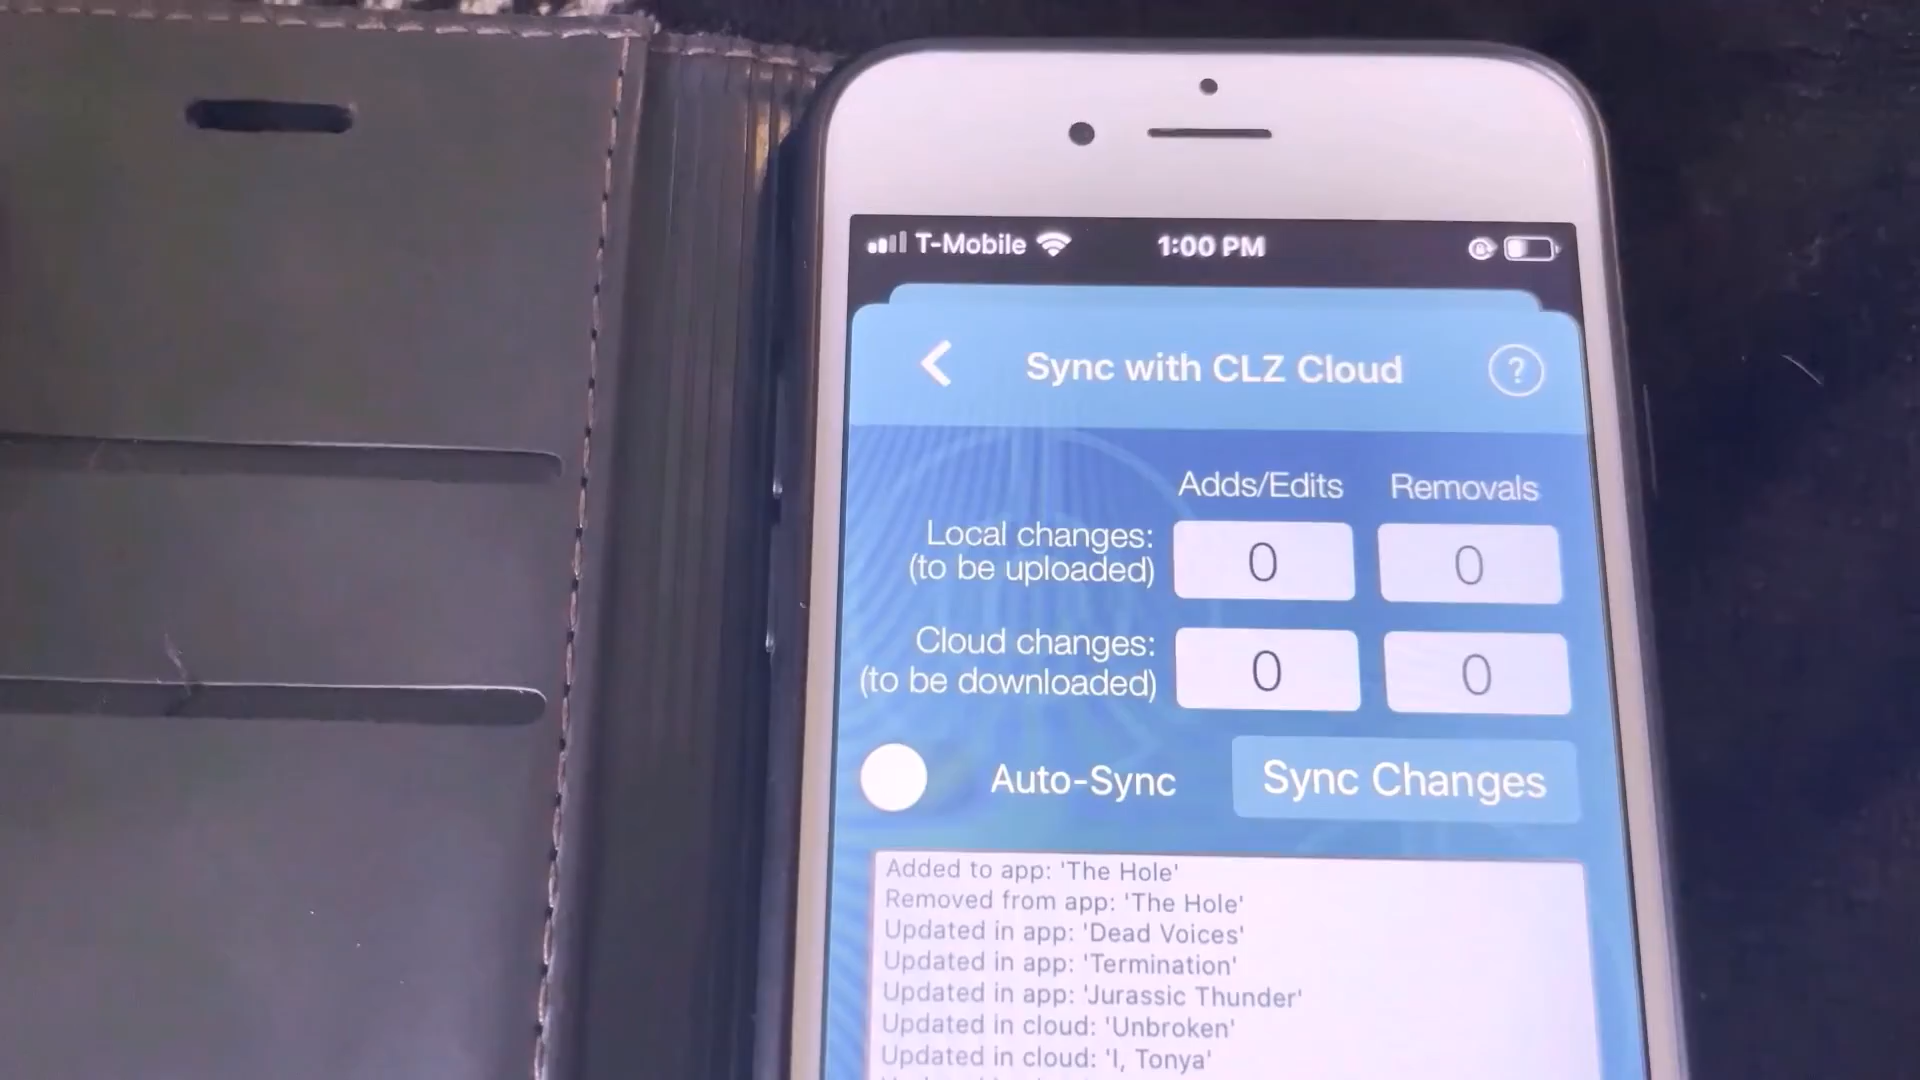 T-Mobile 1:00 PM
Sync with CLZ Cloud ?
Adds/Edits Removals
Local changes:
(to be uploaded) 0 0
Cloud changes:
(to be downloaded) 0 0
Auto-Sync Sync Changes
Added to app: 'The Hole'
Removed from app: 'The Hole'
Updated in app: 'Dead Voices'
Updated in app: 'Termination'
Updated in app: 'Jurassic Thunder'
Updated in cloud: 'Unbroken'
Updated in cloud: 'I, Tonya'